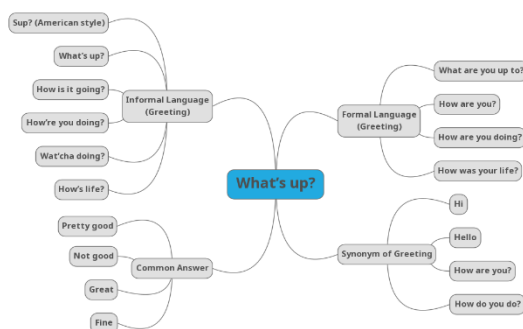 Sup? (American style)
What's up?
How is it going?
How're you doing?
Wat'cha doing?
How's life?
Informal Language
(Greeting)
What are you up to?
How are you?
How are you doing?
How was your life?
Formal Language
(Greeting)
What's up?
Pretty good
Not good
Great
Fine
Common Answer
Hi
Hello
How are you?
How do you do?
Synonym of Greeting